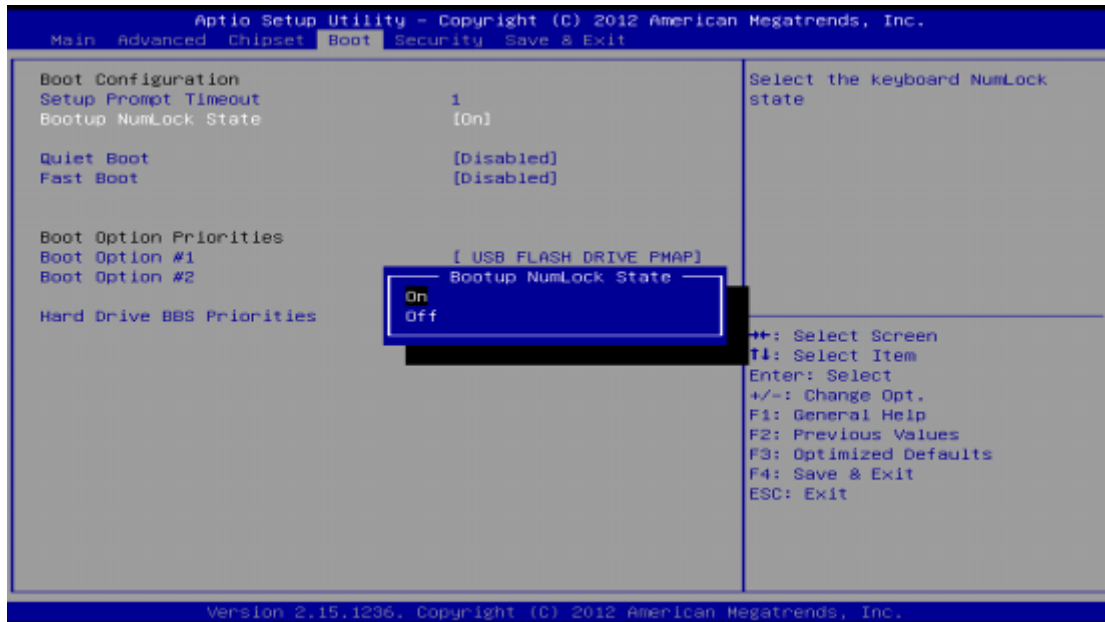 Aptio Setup Utility – Copyright (C) 2012 American Megatrends, Inc.
Main Advanced Chipset Boot Security Save & Exit
Boot Configuration
Setup Prompt Timeout 1
Bootup NumLock State [On]
Quiet Boot [Disabled]
Fast Boot [Disabled]
Boot Option Priorities
Boot Option #1 [ USB FLASH DRIVE PMAP]
Boot Option #2
Hard Drive BBS Priorities
Bootup NumLock State
On
Off
Select the keyboard NumLock
state
→←: Select Screen
↑↓: Select Item
Enter: Select
+/-: Change Opt.
F1: General Help
F2: Previous Values
F3: Optimized Defaults
F4: Save & Exit
ESC: Exit
Version 2.15.1236. Copyright (C) 2012 American Megatrends, Inc.